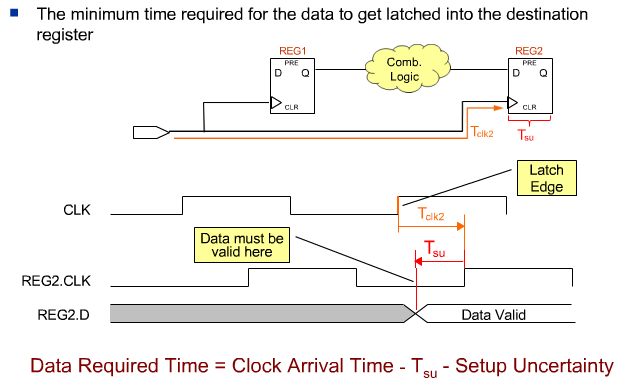 The minimum time required for the data to get latched into the destination
register
REG1
PRE
D Q
CLR
Comb.
Logic
REG2
PRE
D Q
CLR
Tclk2
Tsu
Latch
Edge
CLK
Tclk2
Data must be
valid here
Tsu
REG2.CLK
REG2.D
Data Valid
Data Required Time = Clock Arrival Time - Tsu - Setup Uncertainty